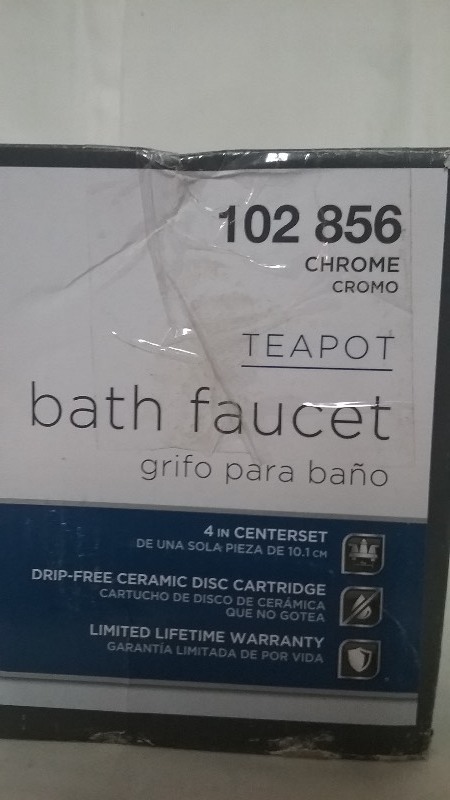 102 856
CHROME
CROMO
TEAPOT
bath faucet
grifo para baño
4 IN CENTERSET
DE UNA SOLA PIEZA DE 10.1 CM
DRIP-FREE CERAMIC DISC CARTRIDGE
CARTUCHO DE DISCO DE CERÁMICA
QUE NO GOTEA
LIMITED LIFETIME WARRANTY
GARANTÍA LIMITADA DE POR VIDA